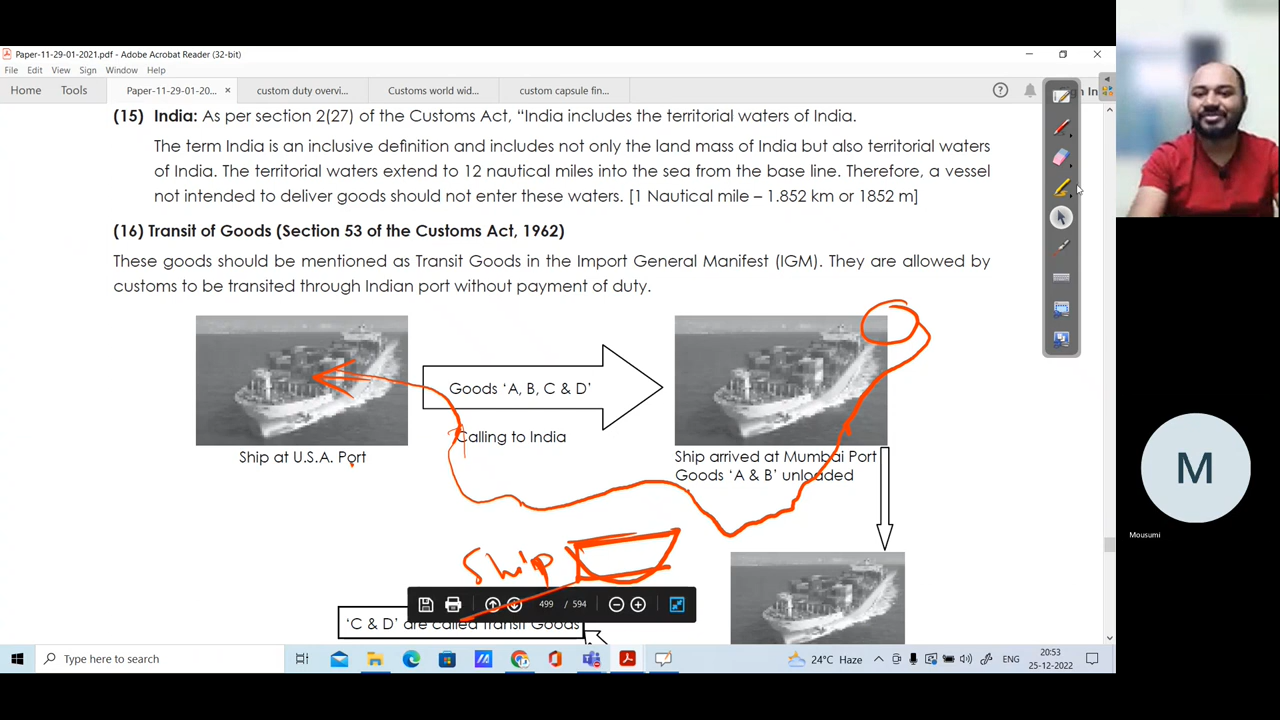 Paper-11-29-01-2021.pdf - Adobe Acrobat Reader (32-bit)
File Edit View Sign Window Help
Home Tools Paper-11-29-01-20... × custom duty overvi... Customs world wid... custom capsule fin... Sign In
(15) India: As per section 2(27) of the Customs Act, “India includes the territorial waters of India.
The term India is an inclusive definition and includes not only the land mass of India but also territorial waters
of India. The territorial waters extend to 12 nautical miles into the sea from the base line. Therefore, a vessel
not intended to deliver goods should not enter these waters. [1 Nautical mile – 1.852 km or 1852 m]
(16) Transit of Goods (Section 53 of the Customs Act, 1962)
These goods should be mentioned as Transit Goods in the Import General Manifest (IGM). They are allowed by
customs to be transited through Indian port without payment of duty.
Goods ‘A, B, C & D’
Calling to India
Ship at U.S.A. Port
Ship arrived at Mumbai Port
Goods ‘A & B’ unloaded
Ship
499 / 594
‘C & D’ are called Transit Goods
M
Mousumi
Type here to search
24°C Haze
ENG
20:53
25-12-2022